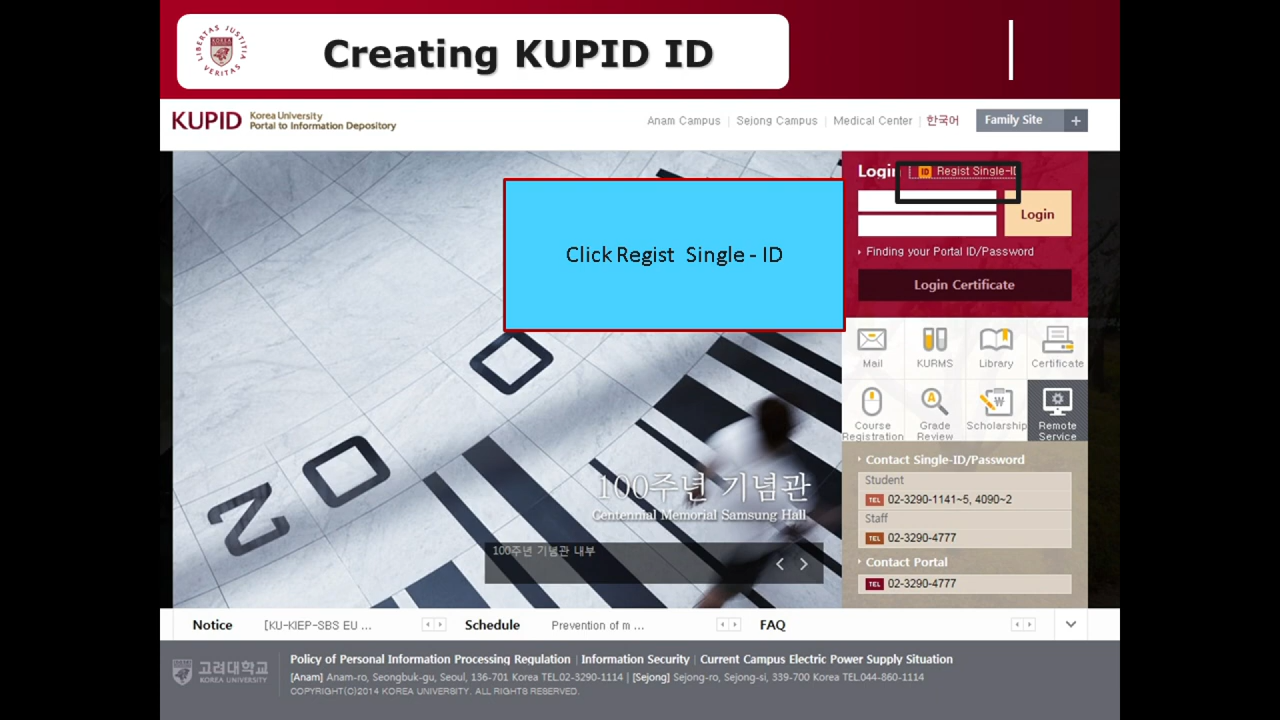 LIBERTAS JUSTITIA VERITAS
Creating KUPID ID
KUPID Korea University
Portal to Information Depository
Anam Campus | Sejong Campus | Medical Center | 한국어
Family Site +
Login ID Regist Single-ID
Login
Click Regist Single - ID
Finding your Portal ID/Password
Login Certificate
Mail KURMS Library Certificate
Course Registration
Grade Review
Scholarship
Remote Service
Contact Single-ID/Password
Student
TEL 02-3290-1141~5, 4090~2
Staff
TEL 02-3290-4777
Contact Portal
TEL 02-3290-4777
100주년 기념관
Centennial Memorial Samsung Hall
100주년 기념관 내부
Notice [KU-KIEP-SBS EU ... Schedule Prevention of m ... FAQ
고려대학교
KOREA UNIVERSITY
Policy of Personal Information Processing Regulation | Information Security | Current Campus Electric Power Supply Situation
[Anam] Anam-ro, Seongbuk-gu, Seoul, 136-701 Korea TEL.02-3290-1114 | [Sejong] Sejong-ro, Sejong-si, 339-700 Korea TEL.044-860-1114
COPYRIGHT(C)2014 KOREA UNIVERSITY. ALL RIGHTS RESERVED.